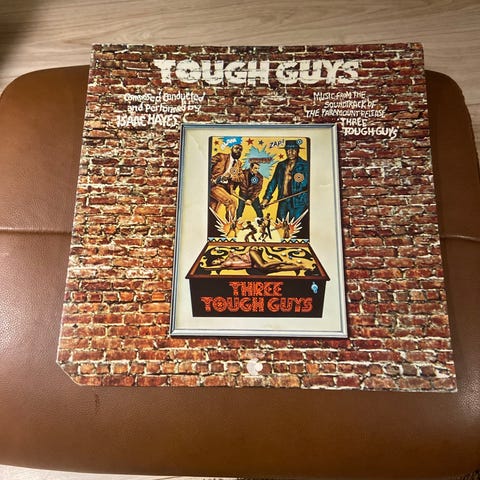 TOUGH GUYS
Composed Conducted
and Performed by
ISAAC HAYES
MUSIC FROM THE
SOUNDTRACK OF
THE PARAMOUNT RELEASE
THREE
TOUGH GUYS
ZAP!
THREE
TOUGH GUYS